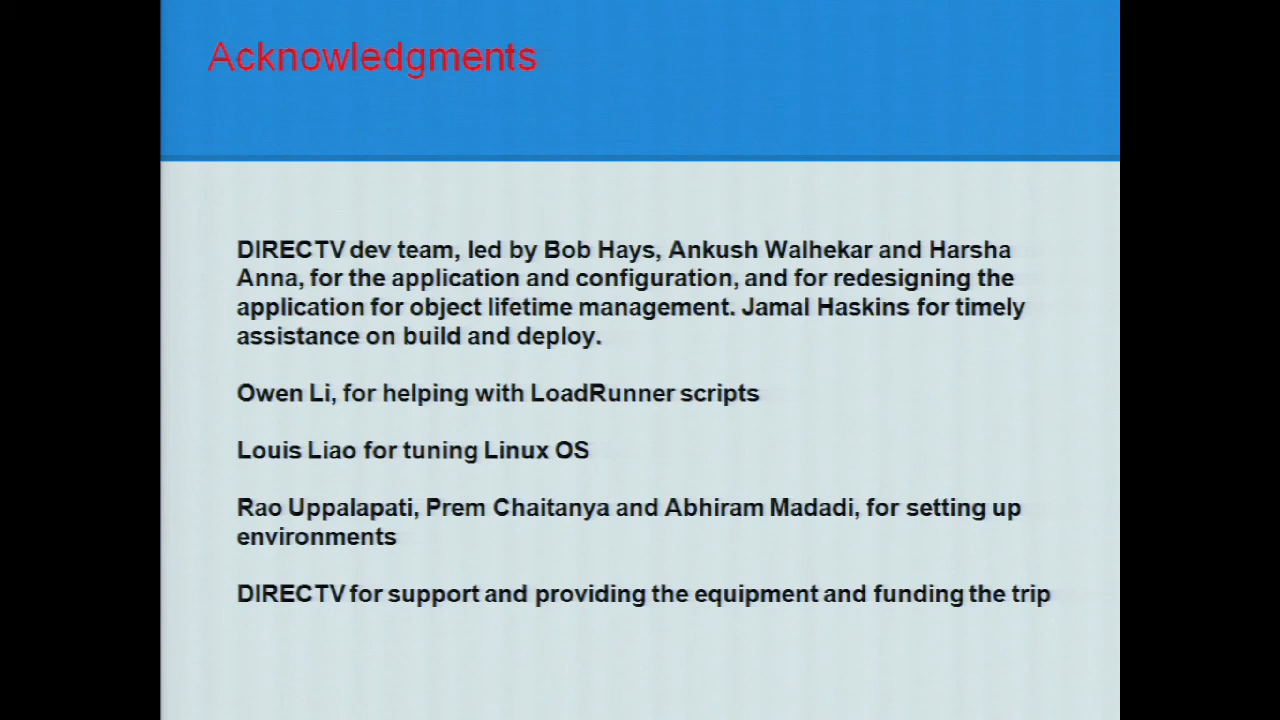 Acknowledgments
DIRECTV dev team, led by Bob Hays, Ankush Walhekar and Harsha
Anna, for the application and configuration, and for redesigning the
application for object lifetime management. Jamal Haskins for timely
assistance on build and deploy.
Owen Li, for helping with LoadRunner scripts
Louis Liao for tuning Linux OS
Rao Uppalapati, Prem Chaitanya and Abhiram Madadi, for setting up
environments
DIRECTV for support and providing the equipment and funding the trip